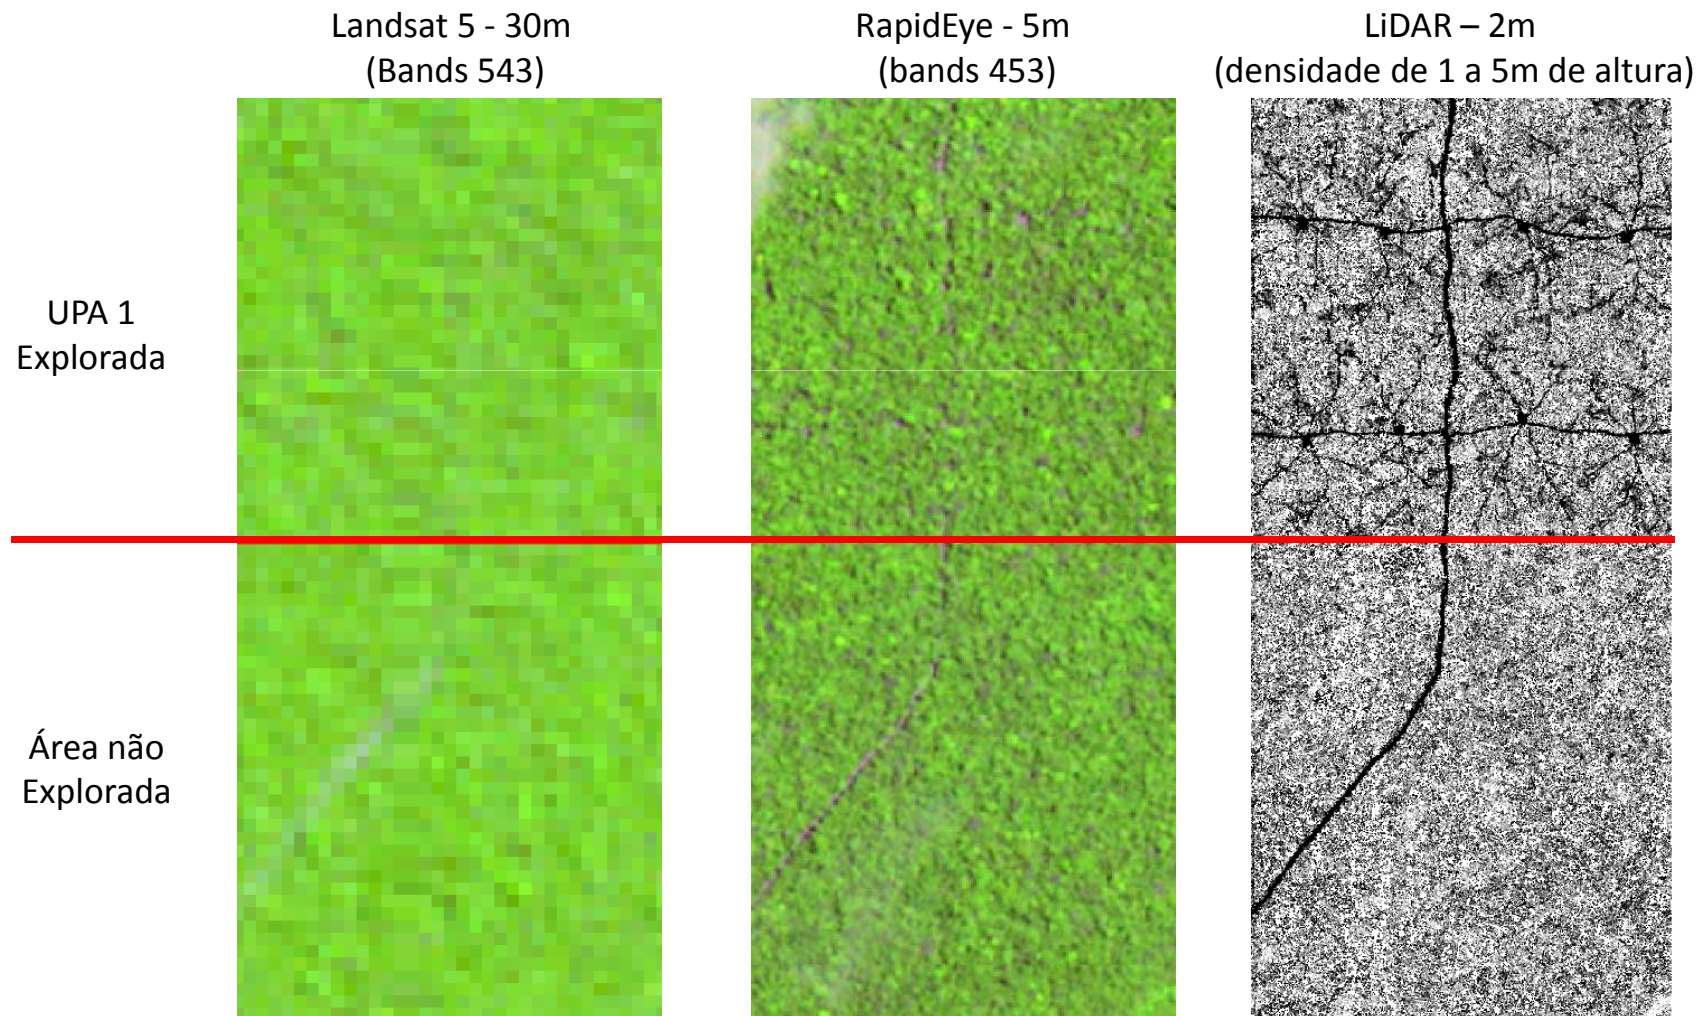 Landsat 5 - 30m
(Bands 543)
RapidEye - 5m
(bands 453)
LiDAR – 2m
(densidade de 1 a 5m de altura)
UPA 1
Explorada
Área não
Explorada